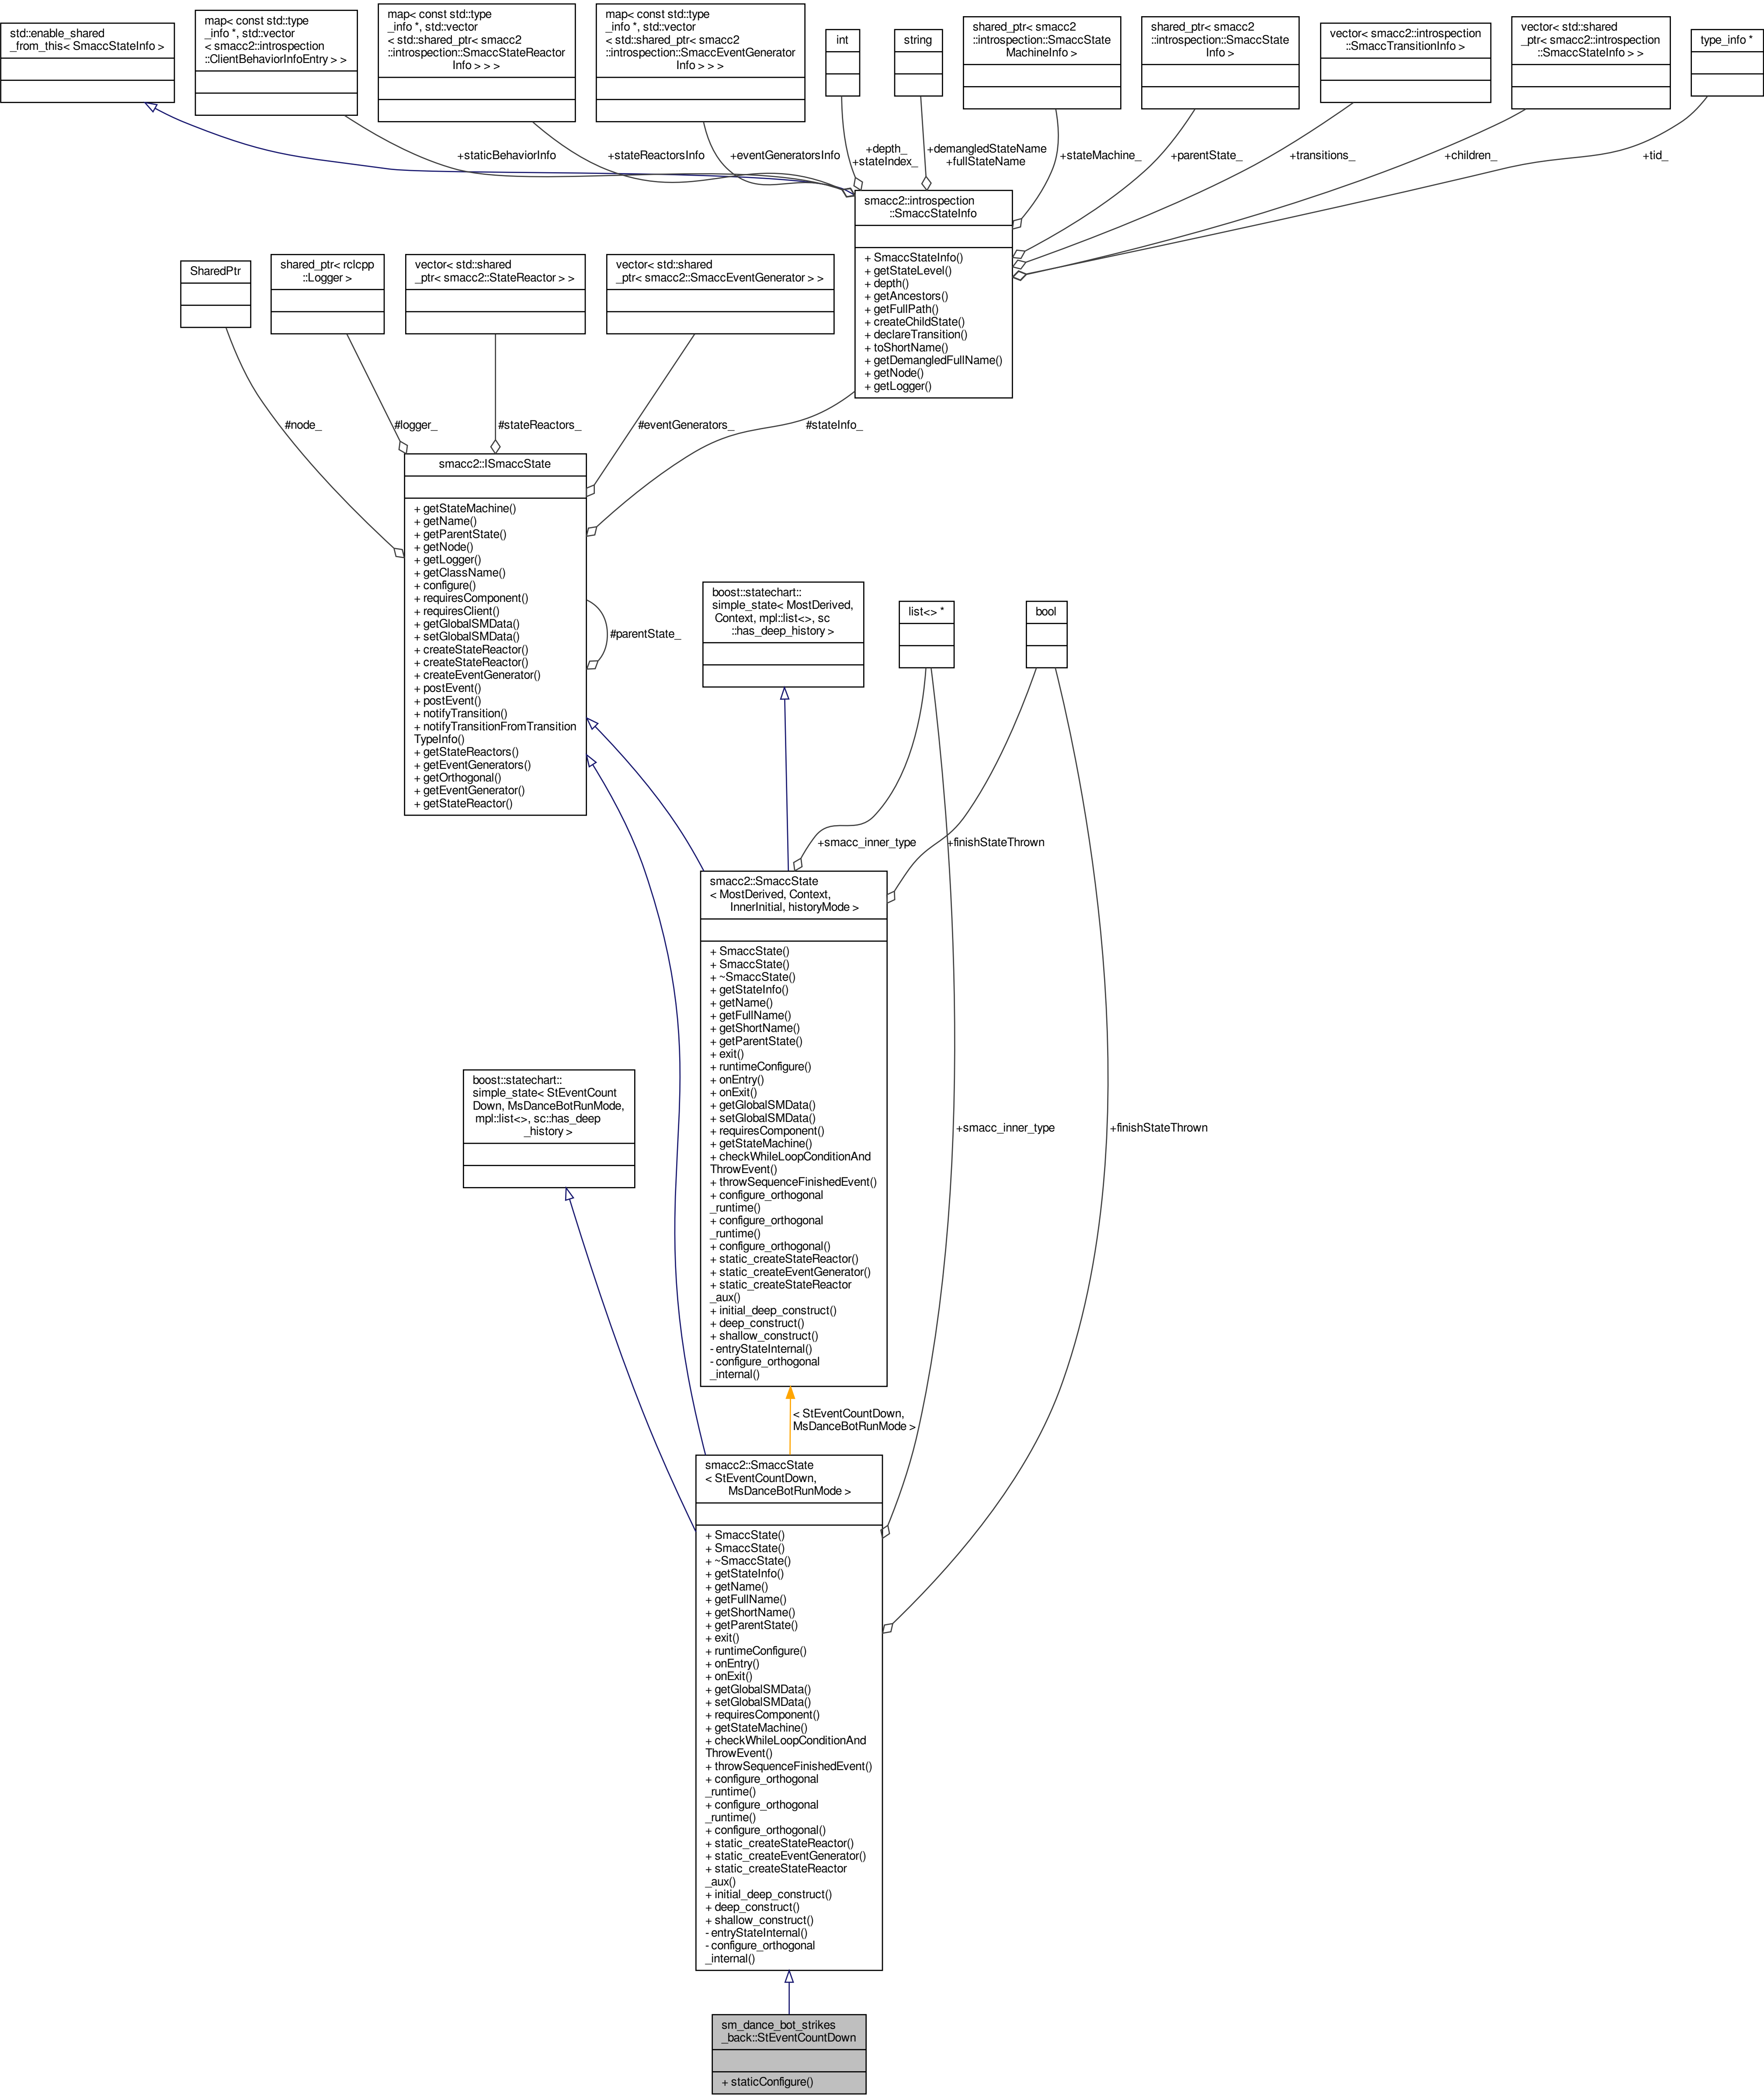 std::enable_shared
_from_this< SmaccStateInfo >
map< const std::type
_info *, std::vector
< smacc2::introspection
::ClientBehaviorInfoEntry > >
map< const std::type
_info *, std::vector
< std::shared_ptr< smacc2
::introspection::SmaccStateReactor
Info > > >
map< const std::type
_info *, std::vector
< std::shared_ptr< smacc2
::introspection::SmaccEventGenerator
Info > > >
int
string
shared_ptr< smacc2
::introspection::SmaccState
MachineInfo >
shared_ptr< smacc2
::introspection::SmaccState
Info >
vector< smacc2::introspection
::SmaccTransitionInfo >
vector< std::shared
_ptr< smacc2::introspection
::SmaccStateInfo > >
type_info *
+staticBehaviorInfo
+stateReactorsInfo
+eventGeneratorsInfo
+depth_
+stateIndex_
+demangledStateName
+fullStateName
+stateMachine_
+parentState_
+transitions_
+children_
+tid_
smacc2::introspection
::SmaccStateInfo
+ SmaccStateInfo()
+ getStateLevel()
+ depth()
+ getAncestors()
+ getFullPath()
+ createChildState()
+ declareTransition()
+ toShortName()
+ getDemangledFullName()
+ getNode()
+ getLogger()
SharedPtr
shared_ptr< rclcpp
::Logger >
vector< std::shared
_ptr< smacc2::StateReactor > >
vector< std::shared
_ptr< smacc2::SmaccEventGenerator > >
#node_
#logger_
#stateReactors_
#eventGenerators_
#stateInfo_
smacc2::ISmaccState
+ getStateMachine()
+ getName()
+ getParentState()
+ getNode()
+ getLogger()
+ getClassName()
+ configure()
+ requiresComponent()
+ requiresClient()
+ getGlobalSMData()
+ setGlobalSMData()
+ createStateReactor()
+ createStateReactor()
+ createEventGenerator()
+ postEvent()
+ postEvent()
+ notifyTransition()
+ notifyTransitionFromTransition
TypeInfo()
+ getStateReactors()
+ getEventGenerators()
+ getOrthogonal()
+ getEventGenerator()
+ getStateReactor()
#parentState_
boost::statechart::
simple_state< MostDerived,
Context, mpl::list<>, sc
::has_deep_history >
list<> *
bool
+smacc_inner_type
+finishStateThrown
smacc2::SmaccState
< MostDerived, Context,
InnerInitial, historyMode >
+ SmaccState()
+ SmaccState()
+ ~SmaccState()
+ getStateInfo()
+ getName()
+ getFullName()
+ getShortName()
+ getParentState()
+ exit()
+ runtimeConfigure()
+ onEntry()
+ onExit()
+ getGlobalSMData()
+ setGlobalSMData()
+ requiresComponent()
+ getStateMachine()
+ checkWhileLoopConditionAnd
ThrowEvent()
+ throwSequenceFinishedEvent()
+ configure_orthogonal
_runtime()
+ configure_orthogonal
_runtime()
+ configure_orthogonal()
+ static_createStateReactor()
+ static_createEventGenerator()
+ static_createStateReactor
_aux()
+ initial_deep_construct()
+ deep_construct()
+ shallow_construct()
- entryStateInternal()
- configure_orthogonal
_internal()
boost::statechart::
simple_state< StEventCount
Down, MsDanceBotRunMode,
mpl::list<>, sc::has_deep
_history >
+smacc_inner_type
+finishStateThrown
< StEventCountDown,
MsDanceBotRunMode >
smacc2::SmaccState
< StEventCountDown,
MsDanceBotRunMode >
+ SmaccState()
+ SmaccState()
+ ~SmaccState()
+ getStateInfo()
+ getName()
+ getFullName()
+ getShortName()
+ getParentState()
+ exit()
+ runtimeConfigure()
+ onEntry()
+ onExit()
+ getGlobalSMData()
+ setGlobalSMData()
+ requiresComponent()
+ getStateMachine()
+ checkWhileLoopConditionAnd
ThrowEvent()
+ throwSequenceFinishedEvent()
+ configure_orthogonal
_runtime()
+ configure_orthogonal
_runtime()
+ configure_orthogonal()
+ static_createStateReactor()
+ static_createEventGenerator()
+ static_createStateReactor
_aux()
+ initial_deep_construct()
+ deep_construct()
+ shallow_construct()
- entryStateInternal()
- configure_orthogonal
_internal()
sm_dance_bot_strikes
_back::StEventCountDown
+ staticConfigure()